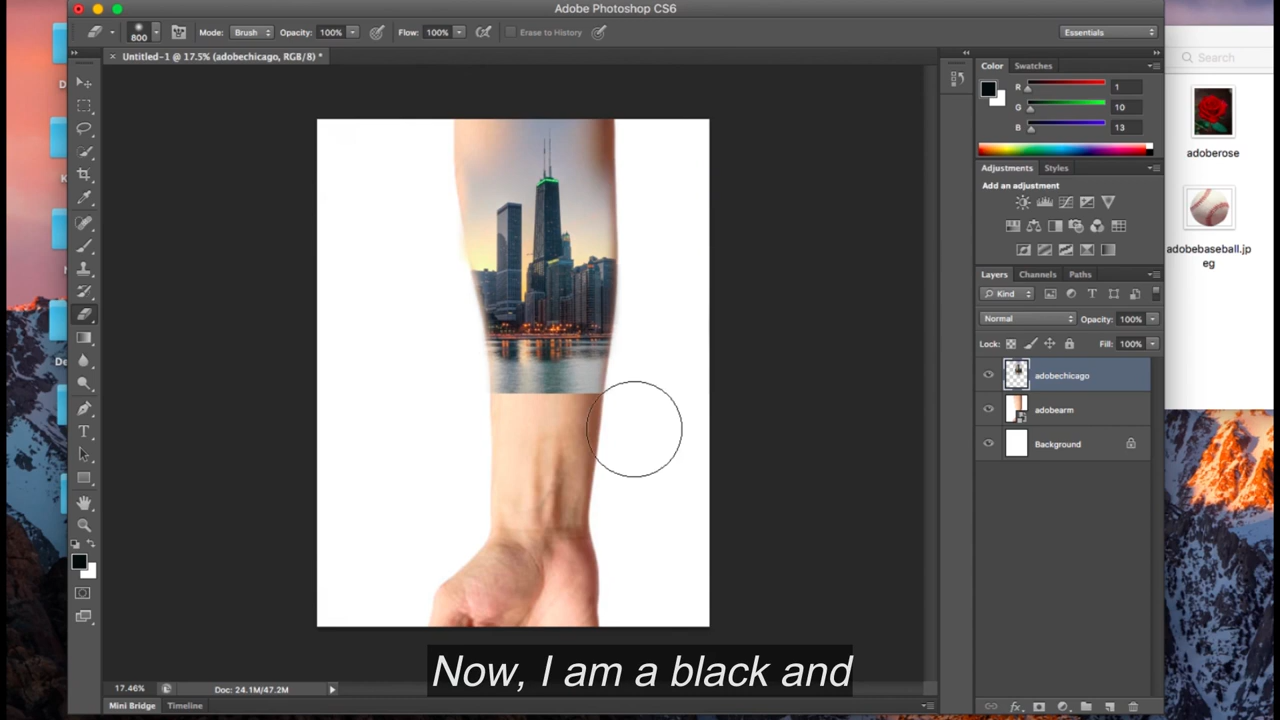 Adobe Photoshop CS6
800
Mode: Brush
Opacity: 100%
Flow: 100%
Erase to History
Essentials
Untitled-1 @ 17.5% (adobechicago, RGB/8) *
Color
Swatches
R
1
G
10
B
13
Adjustments
Styles
Add an adjustment
Layers
Channels
Paths
Kind
Normal
Opacity: 100%
Lock:
Fill: 100%
adobechicago
adobearm
Background
Search
adoberose
adobebaseball.jp
eg
Now, I am a black and
17.46%
Doc: 24.1M/47.2M
Mini Bridge
Timeline